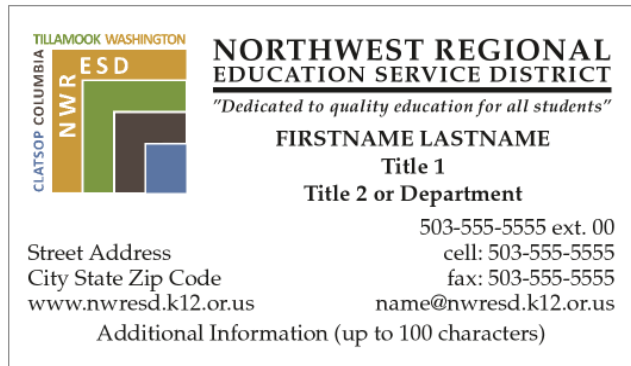 TILLAMOOK WASHINGTON
CLATSOP COLUMBIA
NWR ESD
NORTHWEST REGIONAL
EDUCATION SERVICE DISTRICT
"Dedicated to quality education for all students"
FIRSTNAME LASTNAME
Title 1
Title 2 or Department
503-555-5555 ext. 00
Street Address cell: 503-555-5555
City State Zip Code fax: 503-555-5555
www.nwresd.k12.or.us name@nwresd.k12.or.us
Additional Information (up to 100 characters)